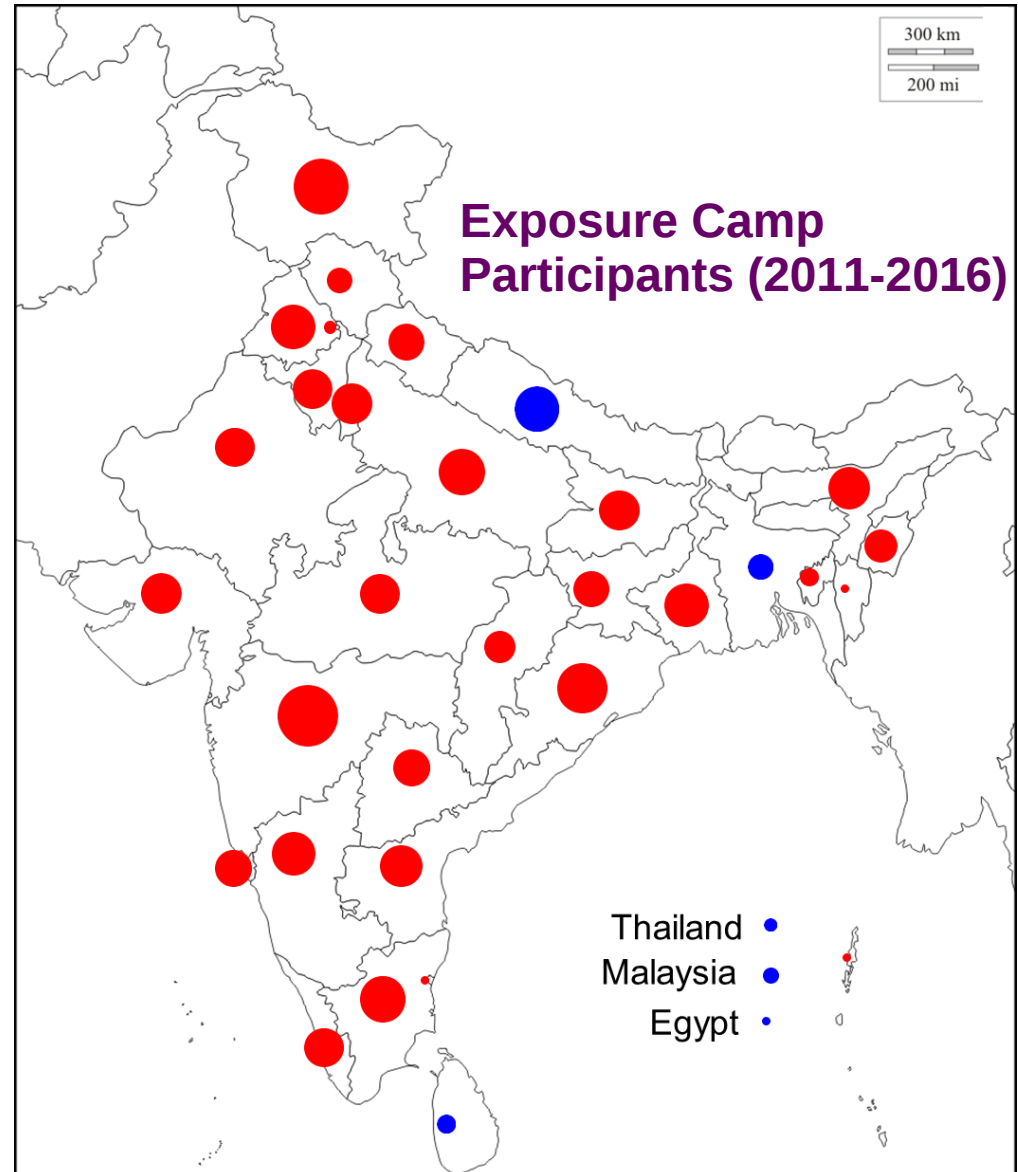 300 km
200 mi
Exposure Camp
Participants (2011-2016)
Thailand
Malaysia
Egypt